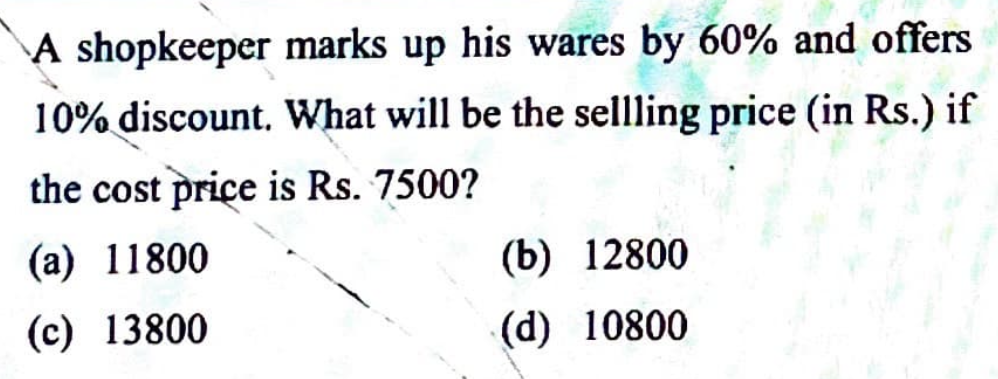 A shopkeeper marks up his wares by 60% and offers
10% discount. What will be the sellling price (in Rs.) if
the cost price is Rs. 7500?
(a) 11800 (b) 12800
(c) 13800 (d) 10800